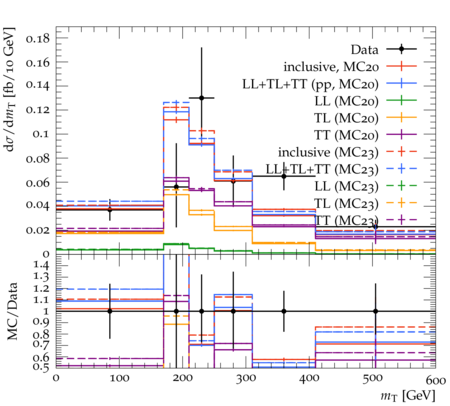 dσ/dmT [fb/10 GeV]
0.18
0.16
0.14
0.12
0.1
0.08
0.06
0.04
0.02
0
Data
inclusive, MC20
LL+TL+TT (pp, MC20)
LL (MC20)
TL (MC20)
TT (MC20)
inclusive (MC23)
LL+TL+TT (MC23)
LL (MC23)
TL (MC23)
TT (MC23)
MC/Data
1.4
1.3
1.2
1.1
1
0.9
0.8
0.7
0.6
0.5
0 100 200 300 400 500 600
mT [GeV]